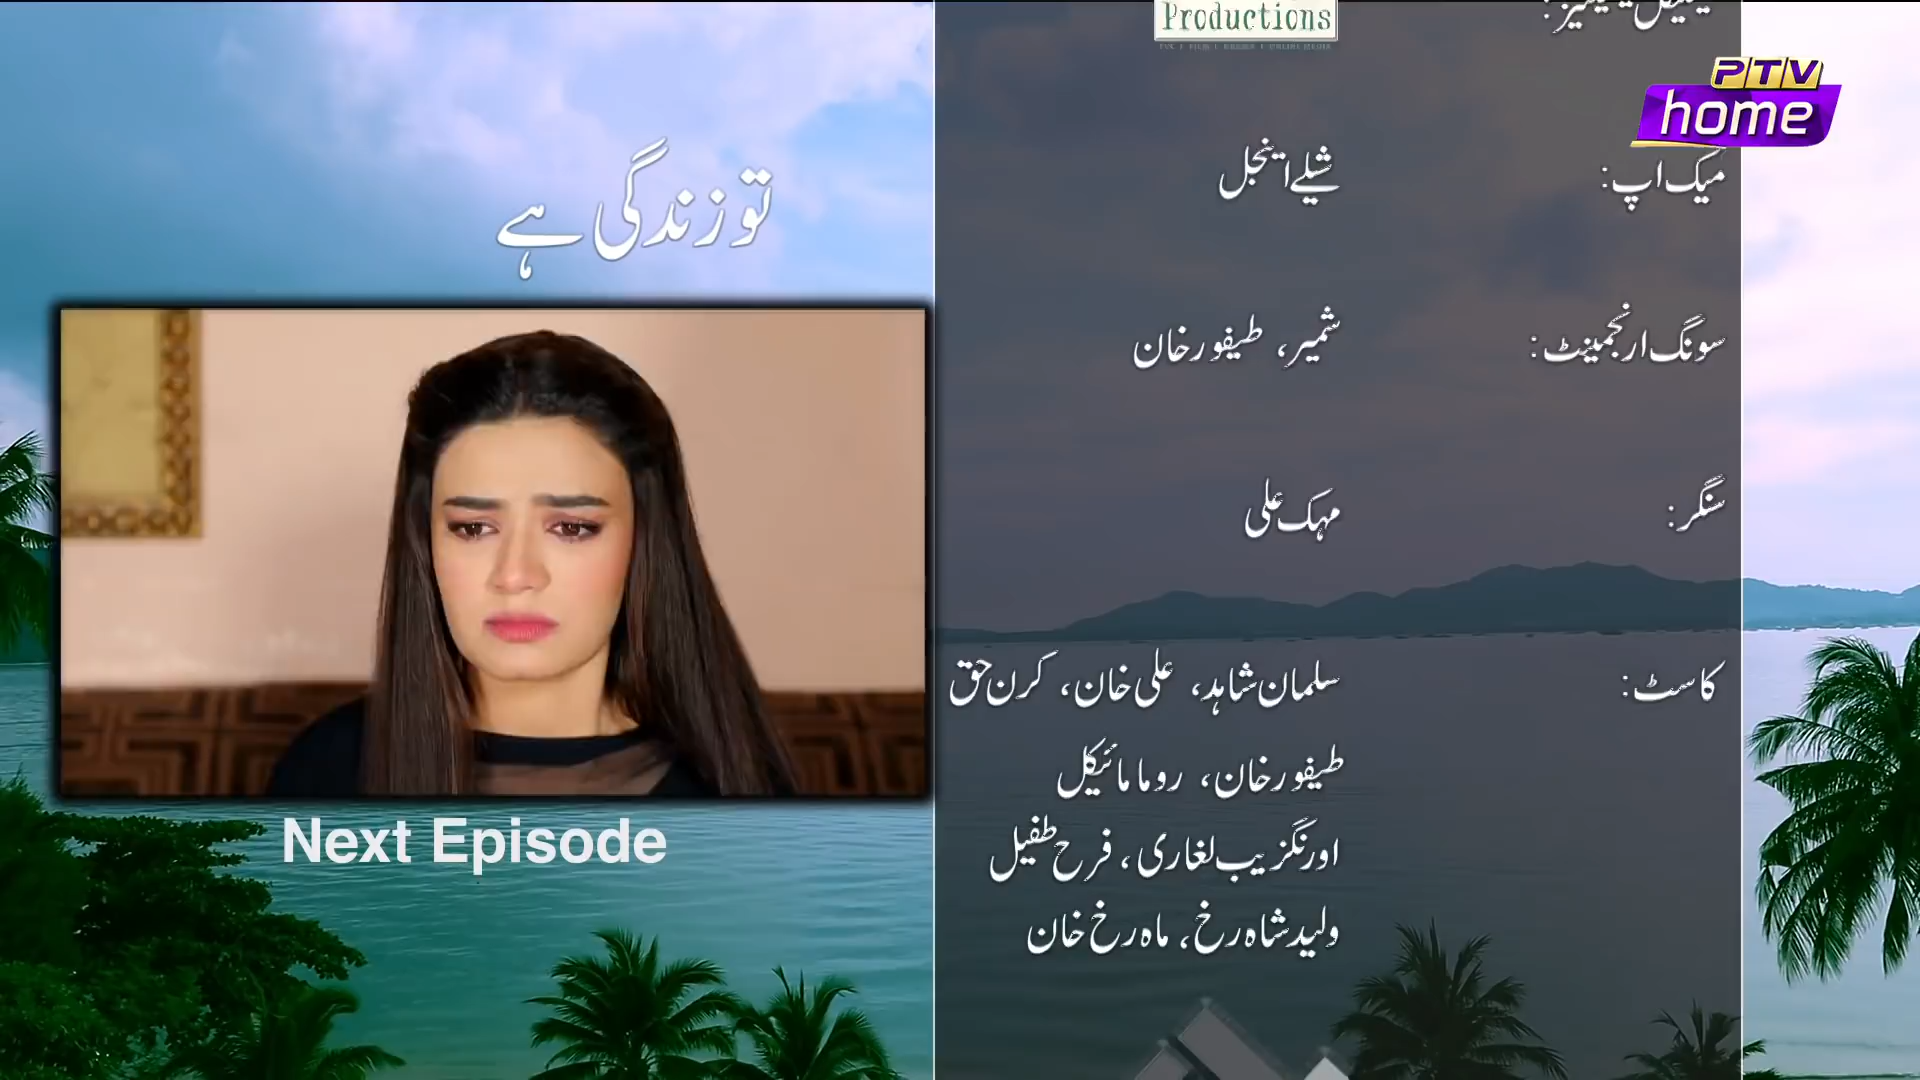 Productions
PTV
home
تو زندگی ہے
میک اپ: شیلے اینجل
سونگ ارنجمینٹ: شمیر، طیفور خان
سنگر: مہک علی
کاسٹ: سلمان شاہد، علی خان، کرن حق
طیفور خان، روما مائیکل
اورنگزیب لغاری، فرح طفیل
ولید شاہ رخ، ماہ رخ خان
Next Episode